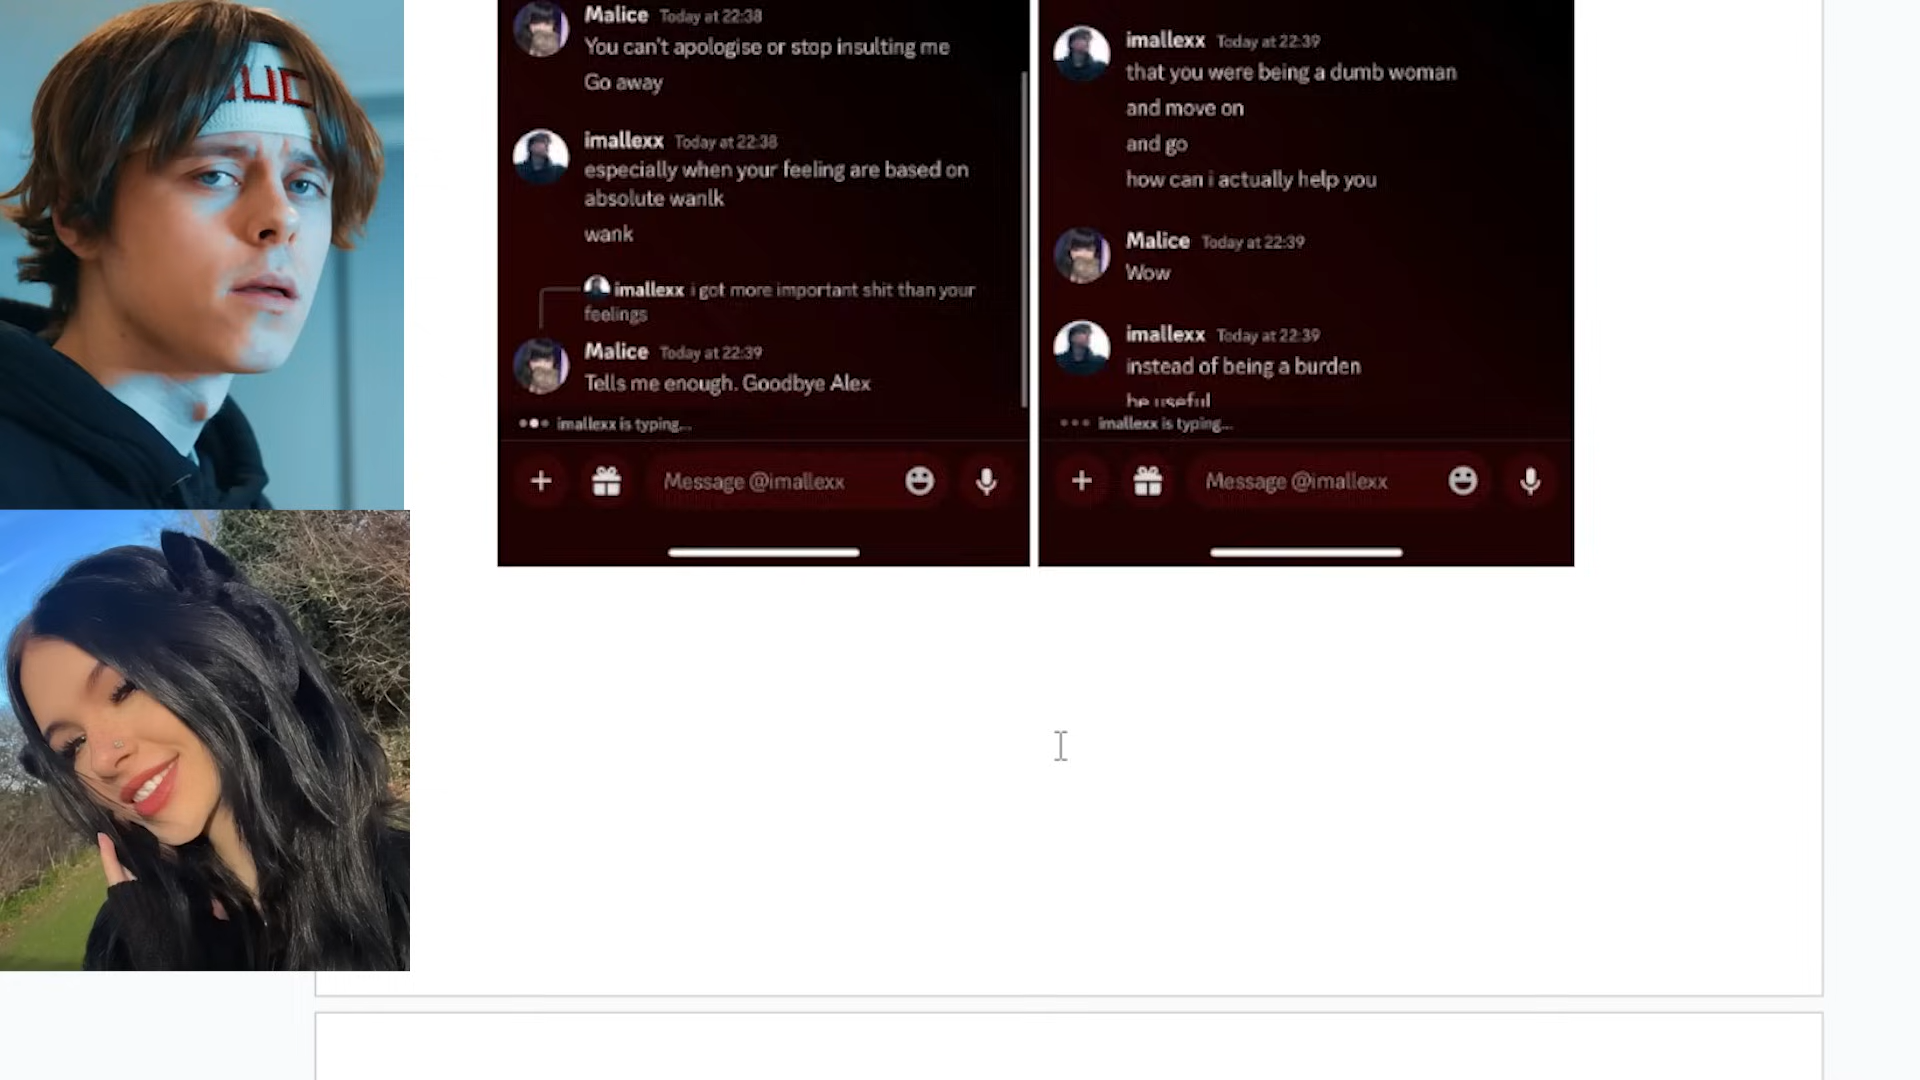 Malice Today at 22:38
You can't apologise or stop insulting me
Go away
imallexx Today at 22:38
especially when your feeling are based on
absolute wanlk
wank
imallexx i got more important shit than your
feelings
Malice Today at 22:39
Tells me enough. Goodbye Alex
imallexx is typing...
Message @imallexx
imallexx Today at 22:39
that you were being a dumb woman
and move on
and go
how can i actually help you
Malice Today at 22:39
Wow
imallexx Today at 22:39
instead of being a burden
be useful
imallexx is typing...
Message @imallexx